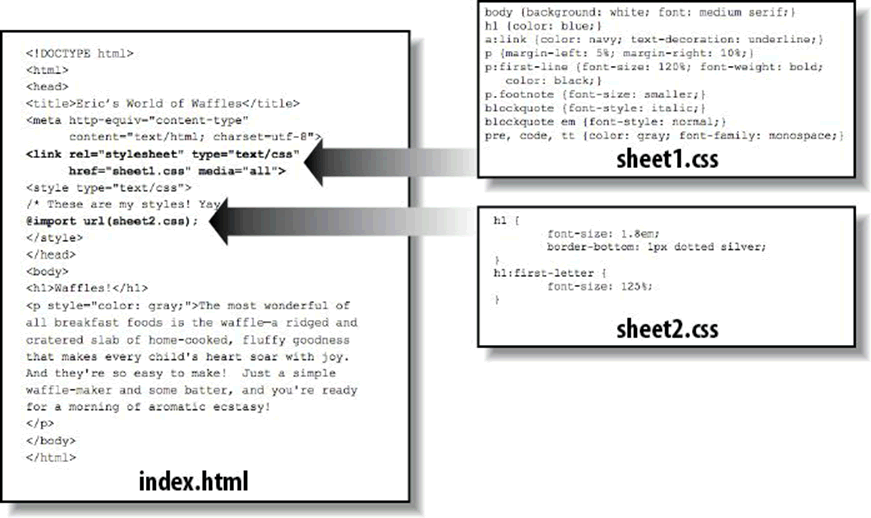 <!DOCTYPE html>
<html>
<head>
<title>Eric's World of Waffles</title>
<meta http-equiv="content-type"
content="text/html; charset=utf-8">
<link rel="stylesheet" type="text/css"
href="sheet1.css" media="all">
<style type="text/css">
/* These are my styles! Yay
@import url(sheet2.css);
</style>
</head>
<body>
<h1>Waffles!</h1>
<p style="color: gray;">The most wonderful of
all breakfast foods is the waffle—a ridged and
cratered slab of home-cooked, fluffy goodness
that makes every child's heart soar with joy.
And they're so easy to make!  Just a simple
waffle-maker and some batter, and you're ready
for a morning of aromatic ecstasy!
</p>
</body>
</html>
index.html
body {background: white; font: medium serif;}
h1 {color: blue;}
a:link {color: navy; text-decoration: underline;}
p {margin-left: 5%; margin-right: 10%;}
p:first-line {font-size: 120%; font-weight: bold;
color: black;}
p.footnote {font-size: smaller;}
blockquote {font-style: italic;}
blockquote em {font-style: normal;}
pre, code, tt {color: gray; font-family: monospace;}
sheet1.css
h1 {
font-size: 1.8em;
border-bottom: 1px dotted silver;
}
h1:first-letter {
font-size: 125%;
}
sheet2.css